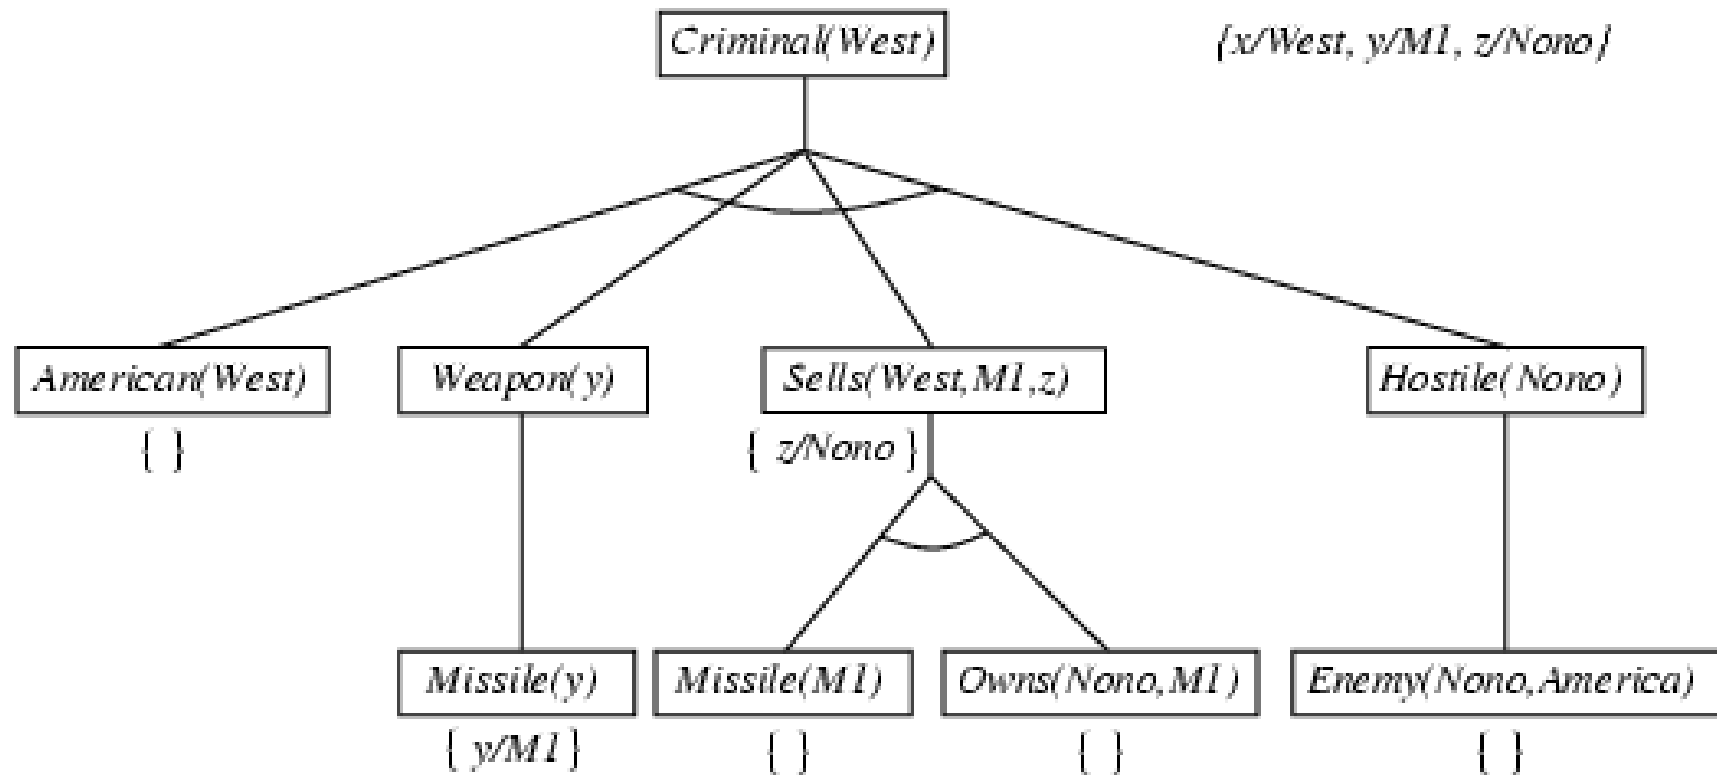 Criminal(West)
{x/West, y/M1, z/Nono}
American(West)
Weapon(y)
Sells(West,M1,z)
Hostile(Nono)
{ }
{ z/Nono }
Missile(y)
Missile(M1)
Owns(Nono,M1)
Enemy(Nono,America)
{ y/M1 }
{ }
{ }
{ }